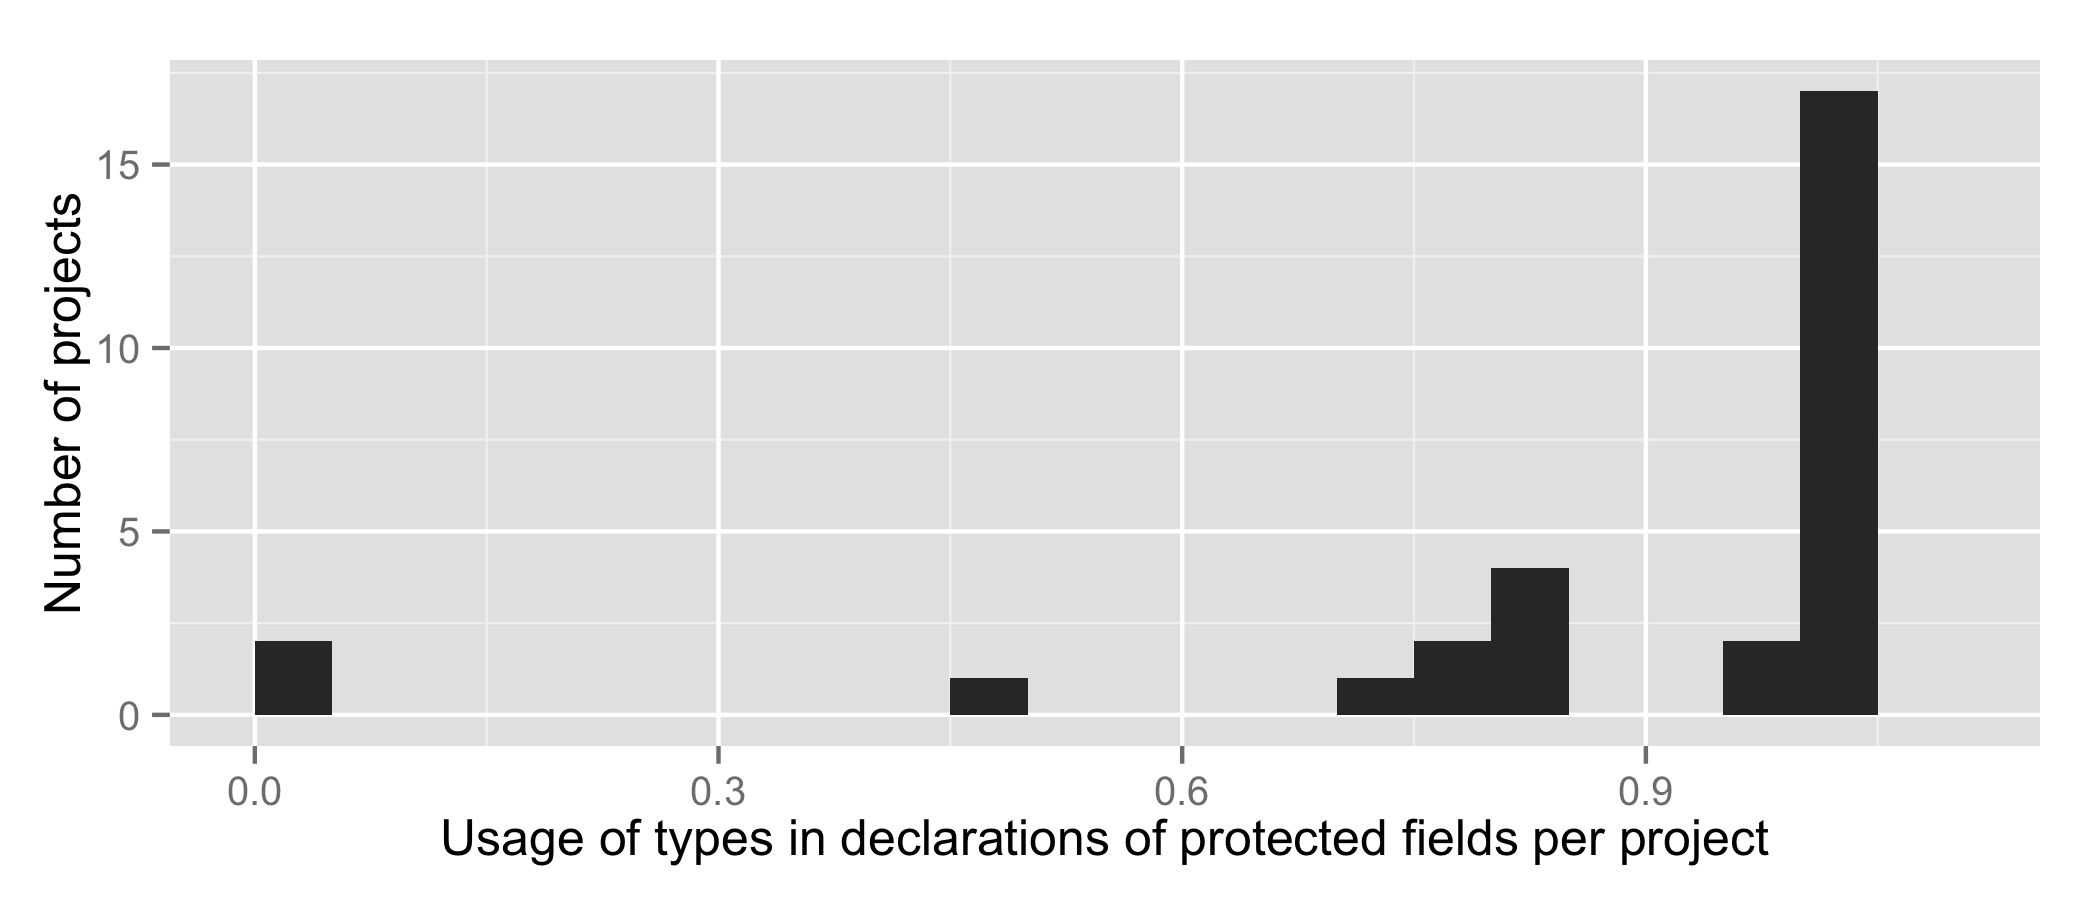 Number of projects
15
10
5
0
0.0 0.3 0.6 0.9
Usage of types in declarations of protected fields per project